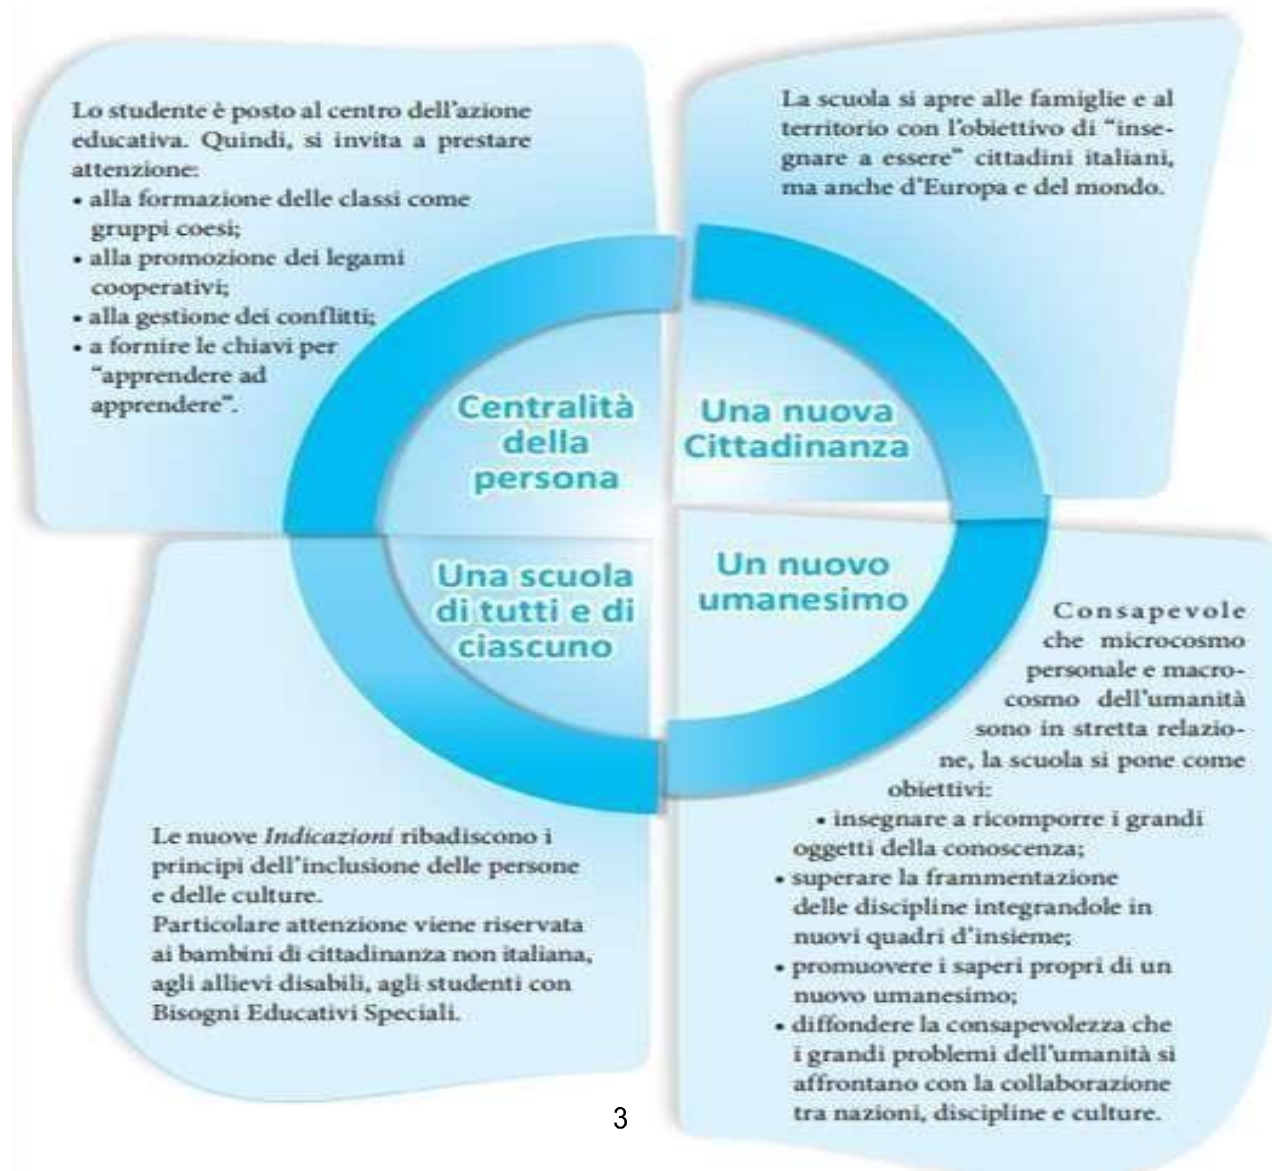 Lo studente è posto al centro dell'azione
educativa. Quindi, si invita a prestare
attenzione:
• alla formazione delle classi come
gruppi coesi;
• alla promozione dei legami
cooperativi;
• alla gestione dei conflitti;
• a fornire le chiavi per
"apprendere ad
apprendere".
La scuola si apre alle famiglie e al
territorio con l'obiettivo di "inse-
gnare a essere" cittadini italiani,
ma anche d'Europa e del mondo.
Centralità
della
persona
Una nuova
Cittadinanza
Una scuola
di tutti e di
ciascuno
Un nuovo
umanesimo
Le nuove Indicazioni ribadiscono i
principi dell'inclusione delle persone
e delle culture.
Particolare attenzione viene riservata
ai bambini di cittadinanza non italiana,
agli allievi disabili, agli studenti con
Bisogni Educativi Speciali.
Consapevole
che microcosmo
personale e macro-
cosmo dell'umanità
sono in stretta relazio-
ne, la scuola si pone come
obiettivi:
• insegnare a ricomporre i grandi
oggetti della conoscenza;
• superare la frammentazione
delle discipline integrandole in
nuovi quadri d'insieme;
• promuovere i saperi propri di un
nuovo umanesimo;
• diffondere la consapevolezza che
i grandi problemi dell'umanità si
affrontano con la collaborazione
tra nazioni, discipline e culture.
3